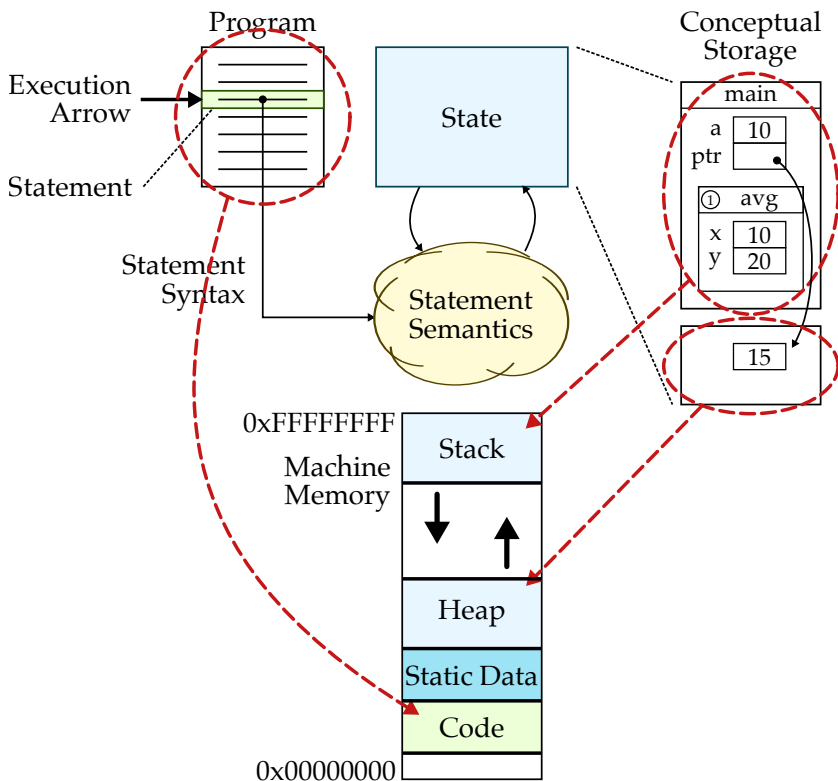 Program
Conceptual
Storage
Execution
Arrow
State
main
a 10
ptr
Statement
① avg
x 10
y 20
Statement
Syntax
Statement
Semantics
15
0xFFFFFFFF
Stack
Machine
Memory
Heap
Static Data
Code
0x00000000